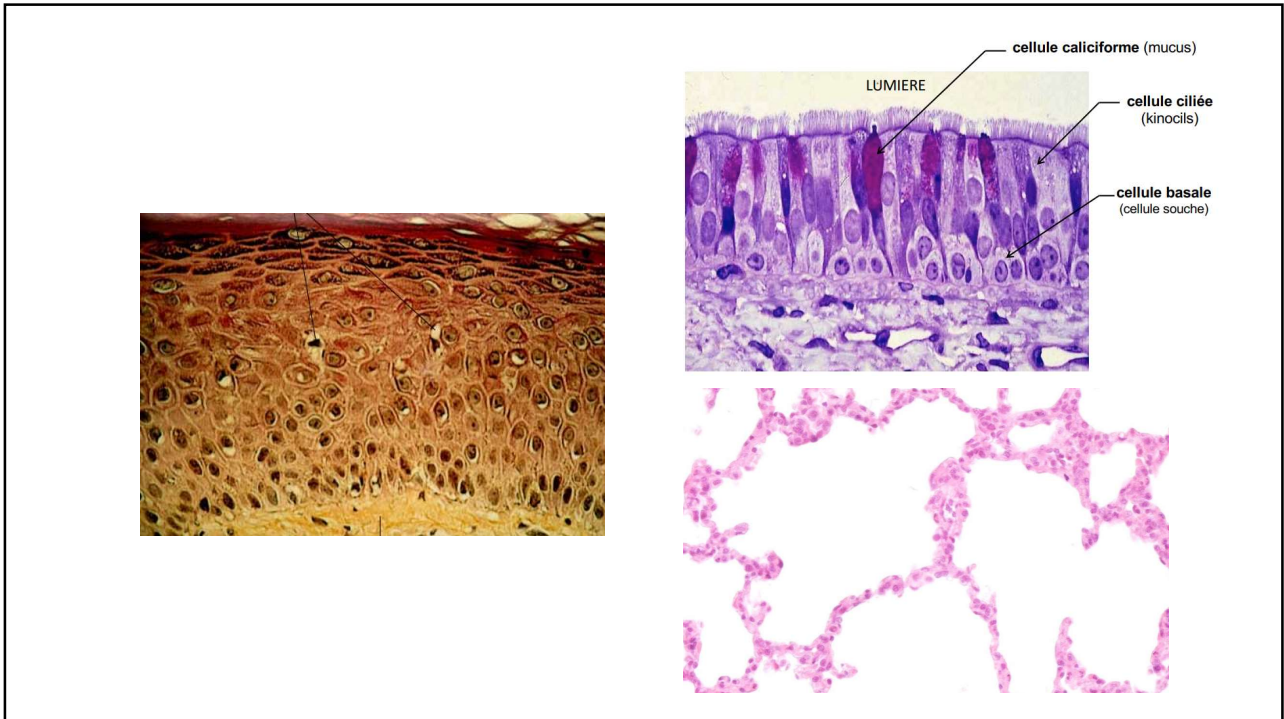 cellule caliciforme (mucus)
LUMIERE
cellule ciliée
(kinocils)
cellule basale
(cellule souche)